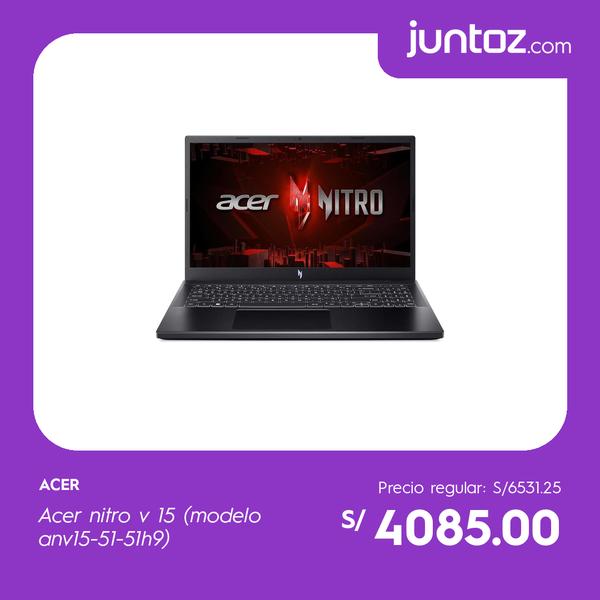 juntoz.com
acer NITRO
ACER
Acer nitro v 15 (modelo
anv15-51-51h9)
Precio regular: S/6531.25
S/ 4085.00